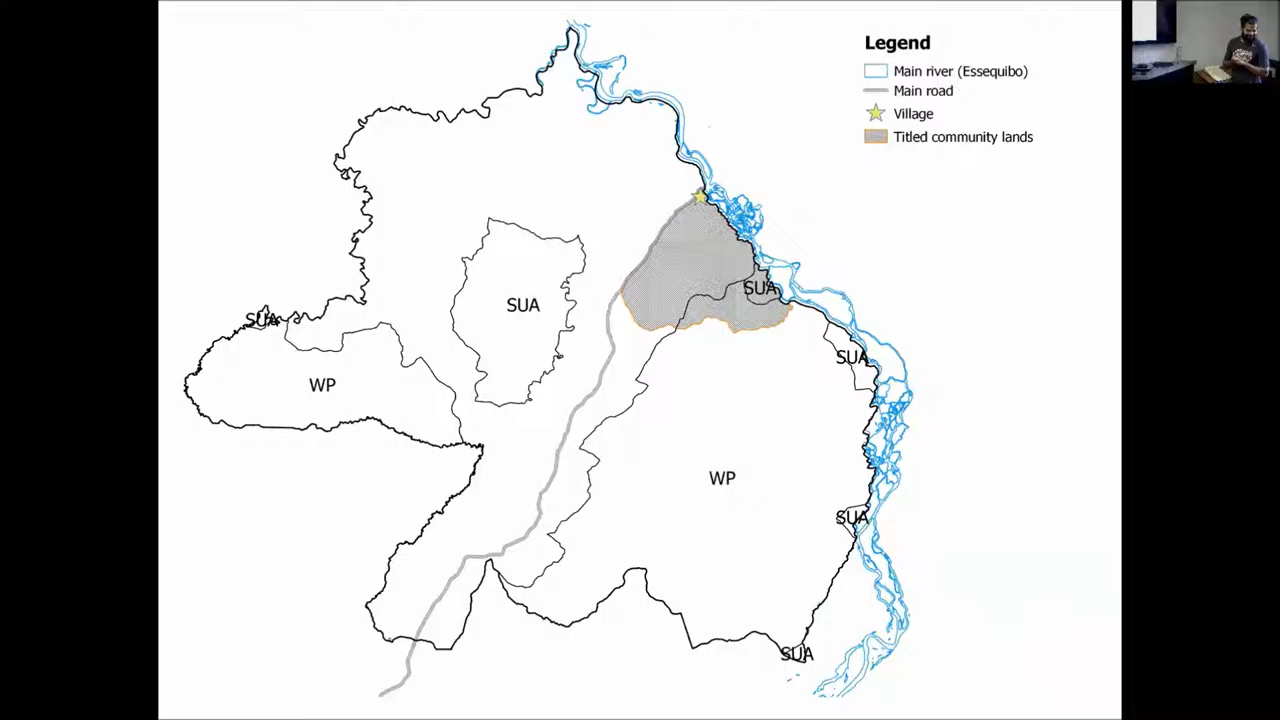 Legend
Main river (Essequibo)
Main road
Village
Titled community lands
SUA
SUA
SUA
SUA
WP
WP
SUA
SUA